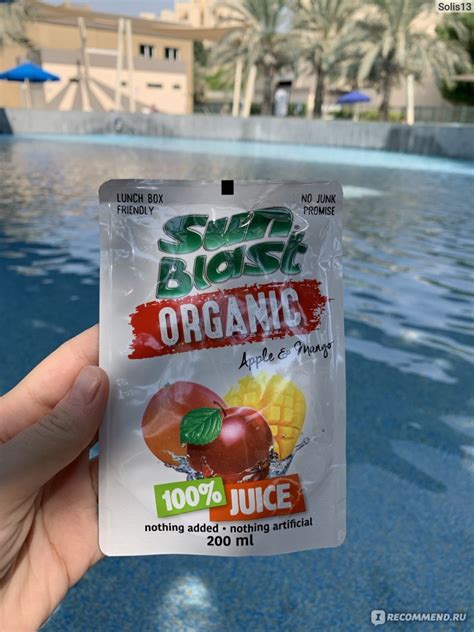 Solis13
LUNCH BOX
FRIENDLY
NO JUNK
PROMISE
Sun
Blast
ORGANIC
Apple & Mango
100% JUICE
nothing added • nothing artificial
200 ml
I RECOMMEND.RU